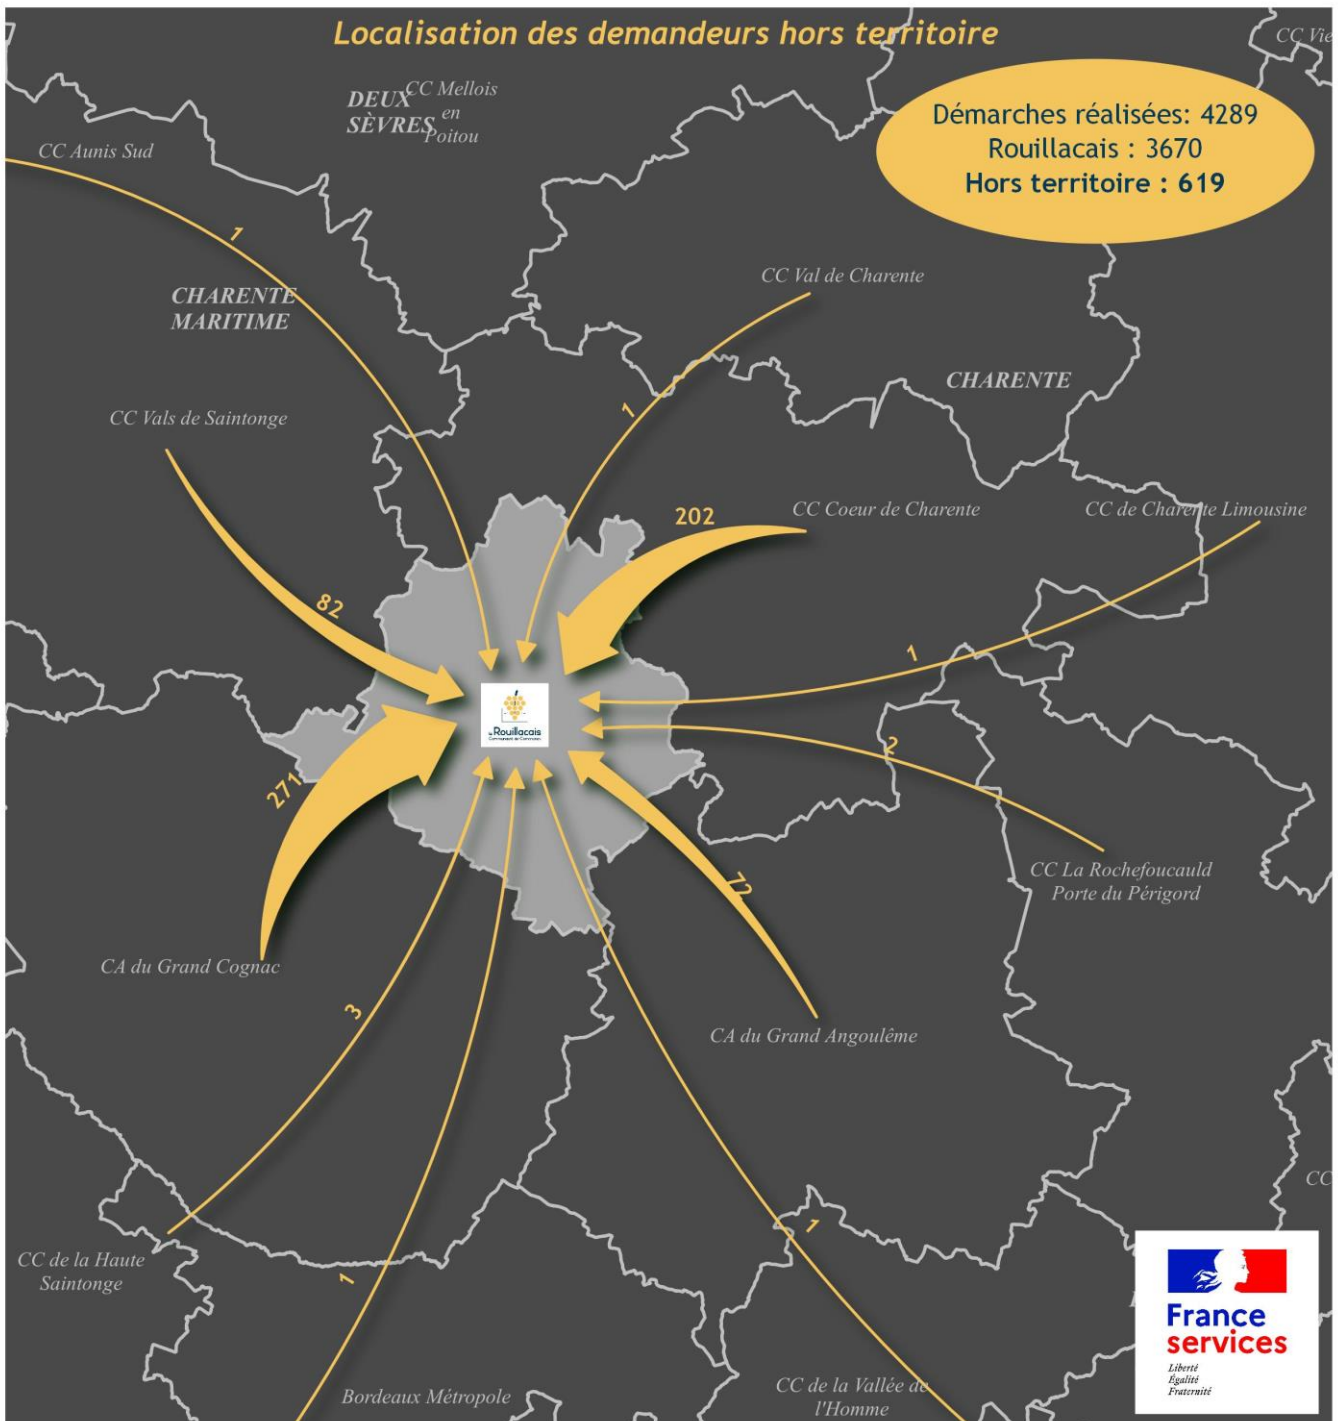 Localisation des demandeurs hors territoire
CC Vie
DEUX
SÈVRES
CC Mellois
en
Poitou
Démarches réalisées: 4289
Rouillacais : 3670
Hors territoire : 619
CC Aunis Sud
1
CC Val de Charente
CHARENTE
MARITIME
CHARENTE
1
CC Vals de Saintonge
202
CC Coeur de Charente
CC de Charente Limousine
82
1
Rouillacais
2
271
72
CC La Rochefoucauld
Porte du Périgord
CA du Grand Cognac
3
CA du Grand Angoulême
CC
1
CC de la Haute
Saintonge
1
France
services
Liberté
Égalité
Fraternité
Bordeaux Métropole
CC de la Vallée de
l'Homme